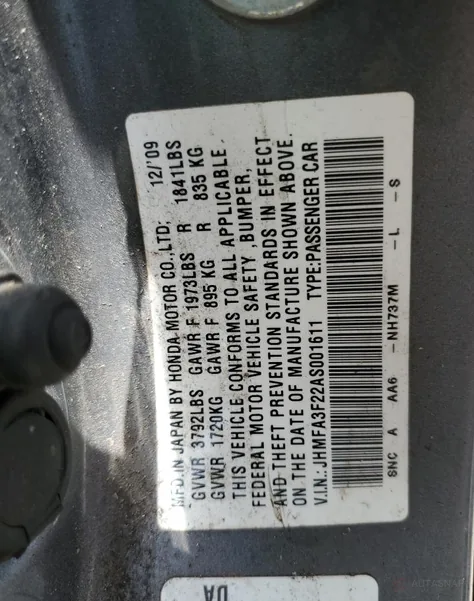 MFD.IN JAPAN BY HONDA MOTOR CO.,LTD; 12/'09
GVWR 3792LBS GAWR F 1973LBS R 1841LBS
GVWR 1720KG GAWR F 895 KG R 835 KG
THIS VEHICLE CONFORMS TO ALL APPLICABLE
FEDERAL MOTOR VEHICLE SAFETY ,BUMPER,
AND THEFT PREVENTION STANDARDS IN EFFECT
ON THE DATE OF MANUFACTURE SHOWN ABOVE.
V.I.N.:JHMFA3F22AS001611 TYPE:PASSENGER CAR
SNC A AA6 -NH737M -L -S
UA